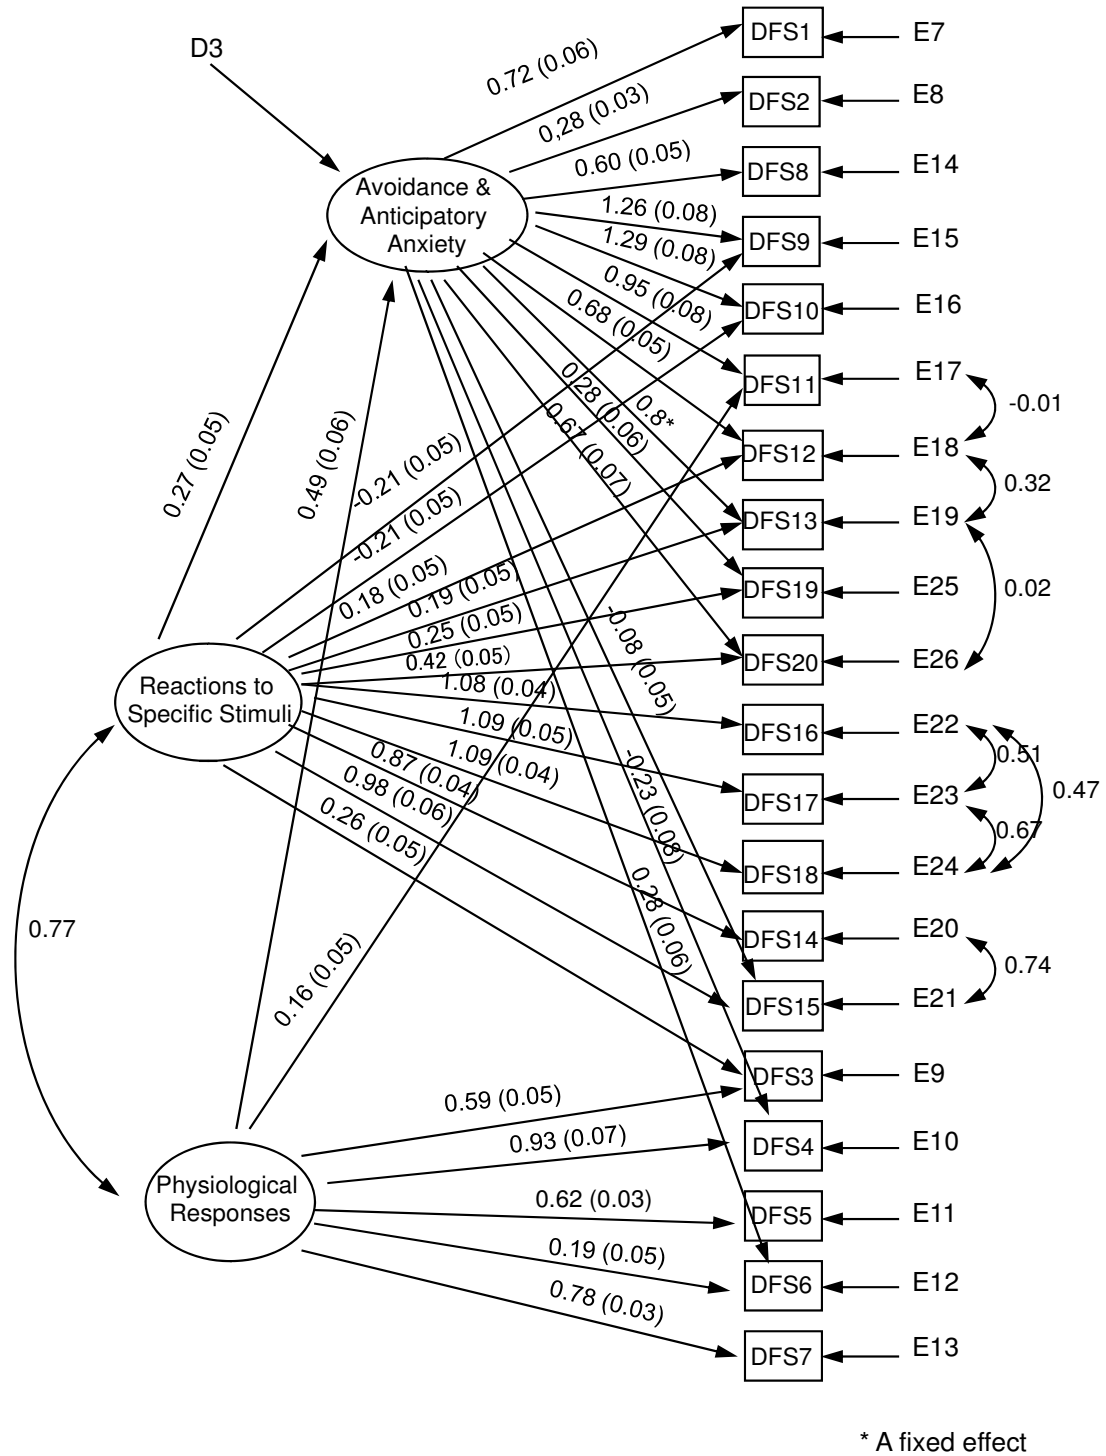 D3
0.72 (0.06)
DFS1
E7
0,28 (0.03)
DFS2
E8
0.60 (0.05)
DFS8
E14
Avoidance &
Anticipatory
Anxiety
1.26 (0.08)
DFS9
E15
1.29 (0.08)
DFS10
E16
0.95 (0.08)
DFS11
E17
0.68 (0.05)
-0.01
0.28 (0.06)
0.8*
DFS12
E18
0.67 (0.07)
0.32
0.27 (0.05)
0.49 (0.06)
-0.21 (0.05)
DFS13
E19
-0.21 (0.05)
0.18 (0.05)
0.19 (0.05)
DFS19
E25
0.02
0.25 (0.05)
0.42 (0.05)
DFS20
E26
-0.08 (0.05)
Reactions to
Specific Stimuli
1.08 (0.04)
DFS16
E22
1.09 (0.05)
0.51
1.09 (0.04)
DFS17
E23
0.47
0.87 (0.04)
0.98 (0.06)
0.67
0.26 (0.05)
-0.23 (0.08)
DFS18
E24
0.28 (0.06)
0.77
DFS14
E20
0.74
0.16 (0.05)
DFS15
E21
DFS3
E9
0.59 (0.05)
0.93 (0.07)
DFS4
E10
Physiological
Responses
0.62 (0.03)
DFS5
E11
0.19 (0.05)
DFS6
E12
0.78 (0.03)
DFS7
E13
* A fixed effect